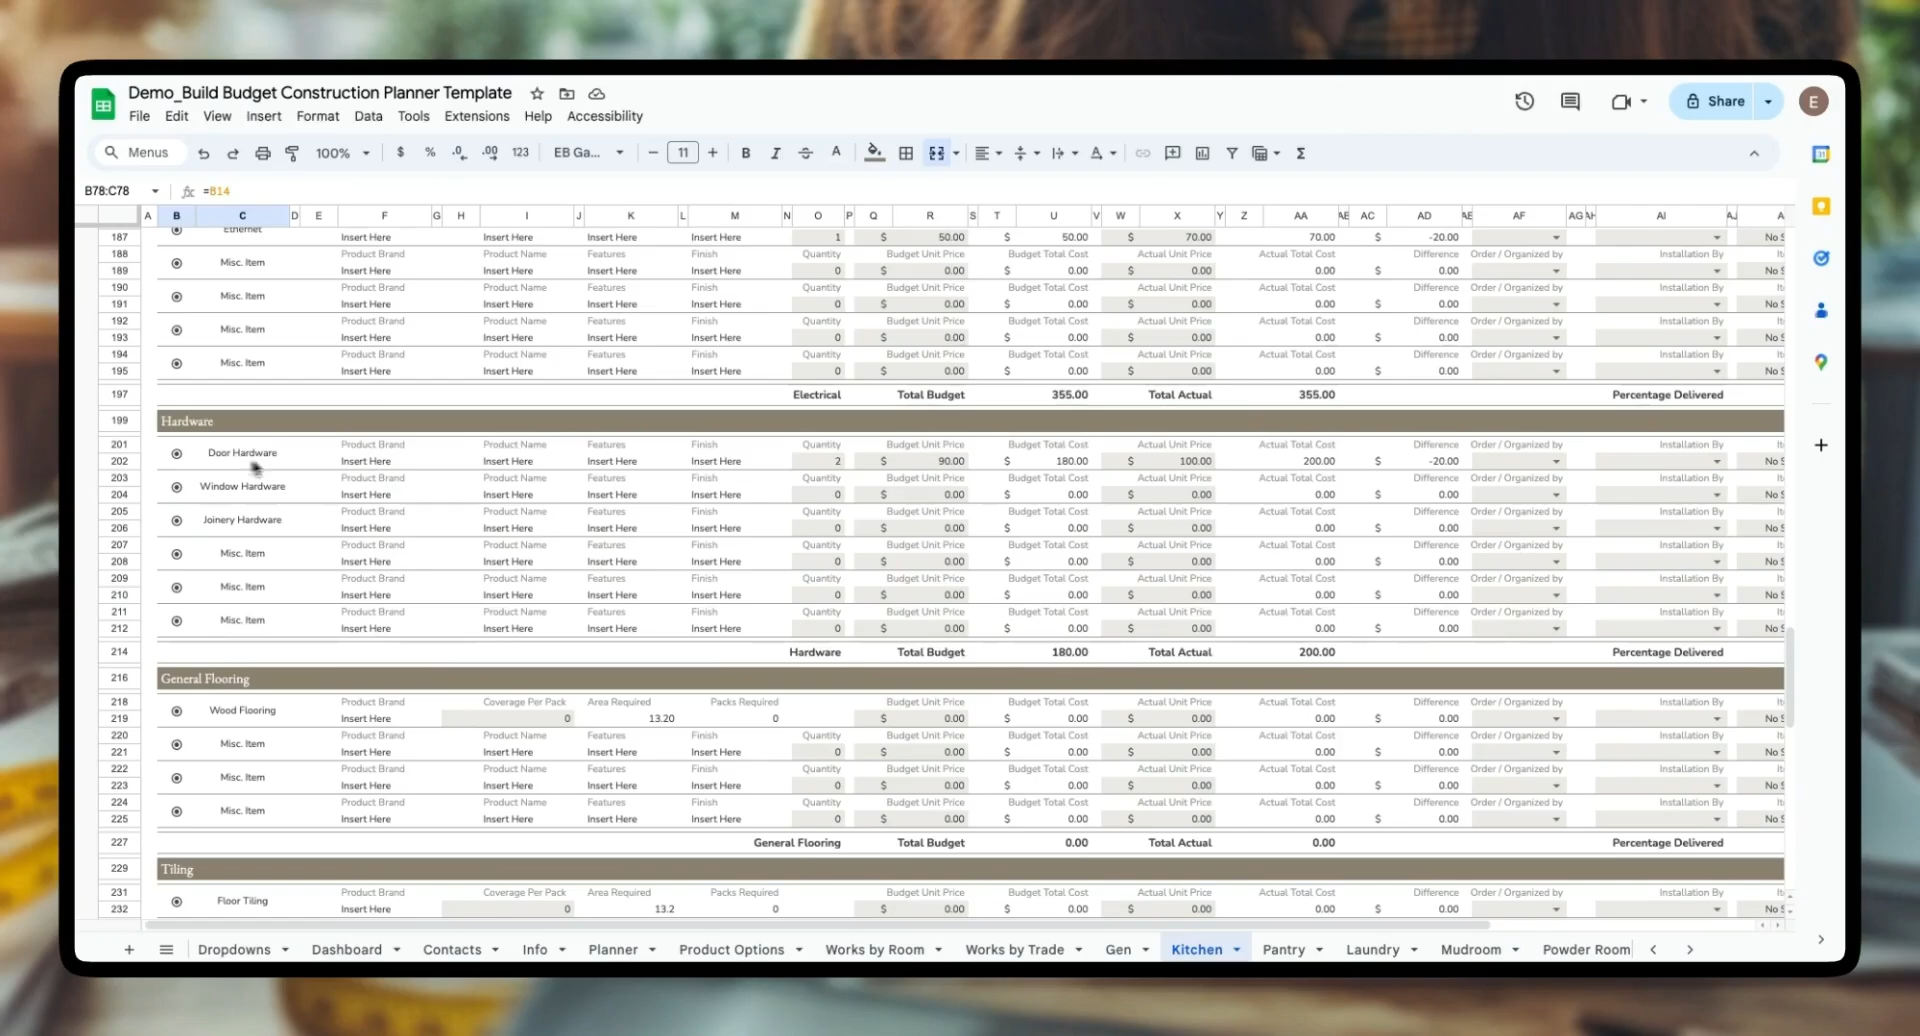 Demo_Build Budget Construction Planner Template
File Edit View Insert Format Data Tools Extensions Help Accessibility
Share
E
Menus 100% $ % .0 .00 123 EB Ga... 11
B78:C78 =B14
A B C D E F G H I J K L M N O P Q R S T U V W X Y Z AA AB AC AD AE AF AG AH AI AJ A
187 Ethernet Insert Here Insert Here Insert Here Insert Here 1 $ 50.00 $ 50.00 $ 70.00 70.00 $ -20.00 No S
188 Product Brand Product Name Features Finish Quantity Budget Unit Price Budget Total Cost Actual Unit Price Actual Total Cost Difference Order / Organized by Installation By It
Misc. Item
189 Insert Here Insert Here Insert Here Insert Here 0 $ 0.00 $ 0.00 $ 0.00 0.00 $ 0.00 No S
190 Product Brand Product Name Features Finish Quantity Budget Unit Price Budget Total Cost Actual Unit Price Actual Total Cost Difference Order / Organized by Installation By It
Misc. Item
191 Insert Here Insert Here Insert Here Insert Here 0 $ 0.00 $ 0.00 $ 0.00 0.00 $ 0.00 No S
192 Product Brand Product Name Features Finish Quantity Budget Unit Price Budget Total Cost Actual Unit Price Actual Total Cost Difference Order / Organized by Installation By It
Misc. Item
193 Insert Here Insert Here Insert Here Insert Here 0 $ 0.00 $ 0.00 $ 0.00 0.00 $ 0.00 No S
194 Product Brand Product Name Features Finish Quantity Budget Unit Price Budget Total Cost Actual Unit Price Actual Total Cost Difference Order / Organized by Installation By It
Misc. Item
195 Insert Here Insert Here Insert Here Insert Here 0 $ 0.00 $ 0.00 $ 0.00 0.00 $ 0.00 No S
197 Electrical Total Budget 355.00 Total Actual 355.00 Percentage Delivered
199 Hardware
201 Product Brand Product Name Features Finish Quantity Budget Unit Price Budget Total Cost Actual Unit Price Actual Total Cost Difference Order / Organized by Installation By It
Door Hardware
202 Insert Here Insert Here Insert Here Insert Here 2 $ 90.00 $ 180.00 $ 100.00 200.00 $ -20.00 No S
203 Product Brand Product Name Features Finish Quantity Budget Unit Price Budget Total Cost Actual Unit Price Actual Total Cost Difference Order / Organized by Installation By It
Window Hardware
204 Insert Here Insert Here Insert Here Insert Here 0 $ 0.00 $ 0.00 $ 0.00 0.00 $ 0.00 No S
205 Product Brand Product Name Features Finish Quantity Budget Unit Price Budget Total Cost Actual Unit Price Actual Total Cost Difference Order / Organized by Installation By It
Joinery Hardware
206 Insert Here Insert Here Insert Here Insert Here 0 $ 0.00 $ 0.00 $ 0.00 0.00 $ 0.00 No S
207 Product Brand Product Name Features Finish Quantity Budget Unit Price Budget Total Cost Actual Unit Price Actual Total Cost Difference Order / Organized by Installation By It
Misc. Item
208 Insert Here Insert Here Insert Here Insert Here 0 $ 0.00 $ 0.00 $ 0.00 0.00 $ 0.00 No S
209 Product Brand Product Name Features Finish Quantity Budget Unit Price Budget Total Cost Actual Unit Price Actual Total Cost Difference Order / Organized by Installation By It
Misc. Item
210 Insert Here Insert Here Insert Here Insert Here 0 $ 0.00 $ 0.00 $ 0.00 0.00 $ 0.00 No S
211 Product Brand Product Name Features Finish Quantity Budget Unit Price Budget Total Cost Actual Unit Price Actual Total Cost Difference Order / Organized by Installation By It
Misc. Item
212 Insert Here Insert Here Insert Here Insert Here 0 $ 0.00 $ 0.00 $ 0.00 0.00 $ 0.00 No S
214 Hardware Total Budget 180.00 Total Actual 200.00 Percentage Delivered
216 General Flooring
218 Product Brand Coverage Per Pack Area Required Packs Required Budget Unit Price Budget Total Cost Actual Unit Price Actual Total Cost Difference Order / Organized by Installation By It
Wood Flooring
219 Insert Here 0 13.20 0 $ 0.00 $ 0.00 $ 0.00 0.00 $ 0.00 No S
220 Product Brand Product Name Features Finish Quantity Budget Unit Price Budget Total Cost Actual Unit Price Actual Total Cost Difference Order / Organized by Installation By It
Misc. Item
221 Insert Here Insert Here Insert Here Insert Here 0 $ 0.00 $ 0.00 $ 0.00 0.00 $ 0.00 No S
222 Product Brand Product Name Features Finish Quantity Budget Unit Price Budget Total Cost Actual Unit Price Actual Total Cost Difference Order / Organized by Installation By It
Misc. Item
223 Insert Here Insert Here Insert Here Insert Here 0 $ 0.00 $ 0.00 $ 0.00 0.00 $ 0.00 No S
224 Product Brand Product Name Features Finish Quantity Budget Unit Price Budget Total Cost Actual Unit Price Actual Total Cost Difference Order / Organized by Installation By It
Misc. Item
225 Insert Here Insert Here Insert Here Insert Here 0 $ 0.00 $ 0.00 $ 0.00 0.00 $ 0.00 No S
227 General Flooring Total Budget 0.00 Total Actual 0.00 Percentage Delivered
229 Tiling
231 Product Brand Coverage Per Pack Area Required Packs Required Budget Unit Price Budget Total Cost Actual Unit Price Actual Total Cost Difference Order / Organized by Installation By It
Floor Tiling
232 Insert Here 0 13.2 0 $ 0.00 $ 0.00 $ 0.00 0.00 $ 0.00 No S
Dropdowns Dashboard Contacts Info Planner Product Options Works by Room Works by Trade Gen Kitchen Pantry Laundry Mudroom Powder Room